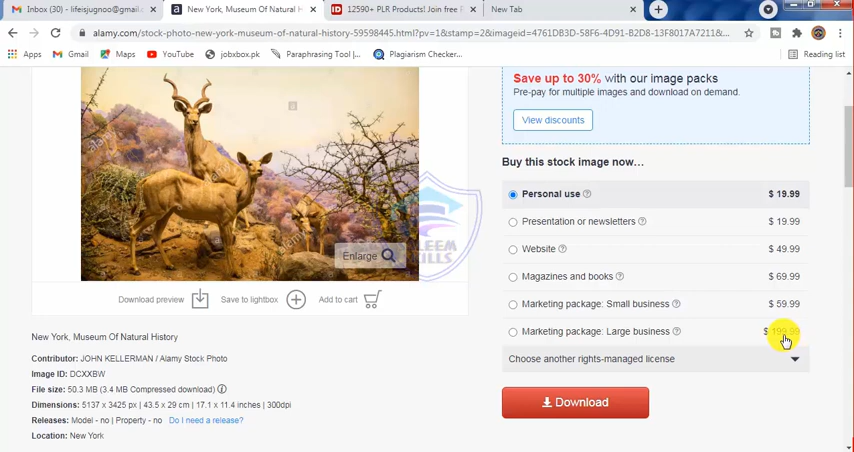 Inbox (30) - lifeisjugnoo@gmail.c
New York, Museum Of Natural H
12590+ PLR Products! Join free F
New Tab
alamy.com/stock-photo-new-york-museum-of-natural-history-59598445.html?pv=1&stamp=2&imageid=4761DB3D-58F6-4D91-B2D8-13F8017A7211&...
Apps
Gmail
YouTube
Maps
jobxbox.pk
Paraphrasing Tool |...
Plagiarism Checker...
Reading list
Save up to 30% with our image packs
Pre-pay for multiple images and download on demand.
View discounts
Buy this stock image now...
Personal use $ 19.99
Presentation or newsletters $ 19.99
Website $ 49.99
Magazines and books $ 69.99
Marketing package: Small business $ 59.99
Marketing package: Large business $ 199.99
Choose another rights-managed license
Download
Enlarge
Download preview
Save to lightbox
Add to cart
New York, Museum Of Natural History
Contributor: JOHN KELLERMAN / Alamy Stock Photo
Image ID: DCXXBW
File size: 50.3 MB (3.4 MB Compressed download)
Dimensions: 5137 x 3425 px | 43.5 x 29 cm | 17.1 x 11.4 inches | 300dpi
Releases: Model - no | Property - no Do I need a release?
Location: New York